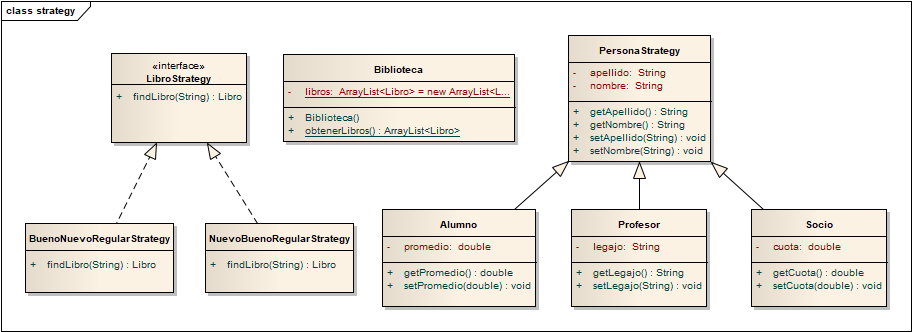 class strategy
«interface»
LibroStrategy
+ findLibro(String) : Libro
Biblioteca
- libros: ArrayList<Libro> = new ArrayList<L...
+ Biblioteca()
+ obtenerLibros() : ArrayList<Libro>
PersonaStrategy
- apellido: String
- nombre: String
+ getApellido() : String
+ getNombre() : String
+ setApellido(String) : void
+ setNombre(String) : void
BuenoNuevoRegularStrategy
+ findLibro(String) : Libro
NuevoBuenoRegularStrategy
+ findLibro(String) : Libro
Alumno
- promedio: double
+ getPromedio() : double
+ setPromedio(double) : void
Profesor
- legajo: String
+ getLegajo() : String
+ setLegajo(String) : void
Socio
- cuota: double
+ getCuota() : double
+ setCuota(double) : void